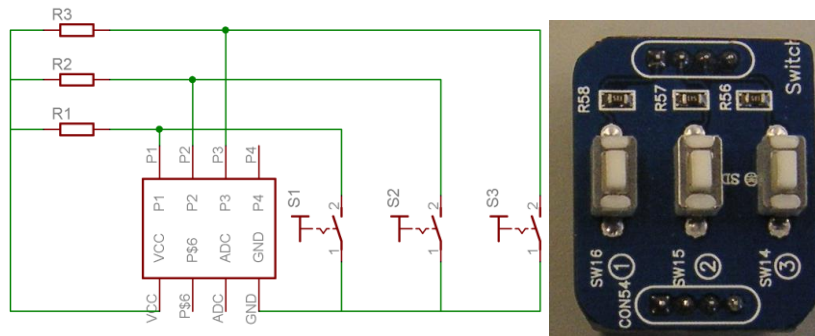 R3
R2
R1
P1 P2 P3 P4
P1 P2 P3 P4
VCC P$6 ADC GND
VCC P$6 ADC GND
S1 2 1
S2 2 1
S3 2 1
Switch
R58 R57 R56
SW16 SW15 SW14
1 2 3
CON54